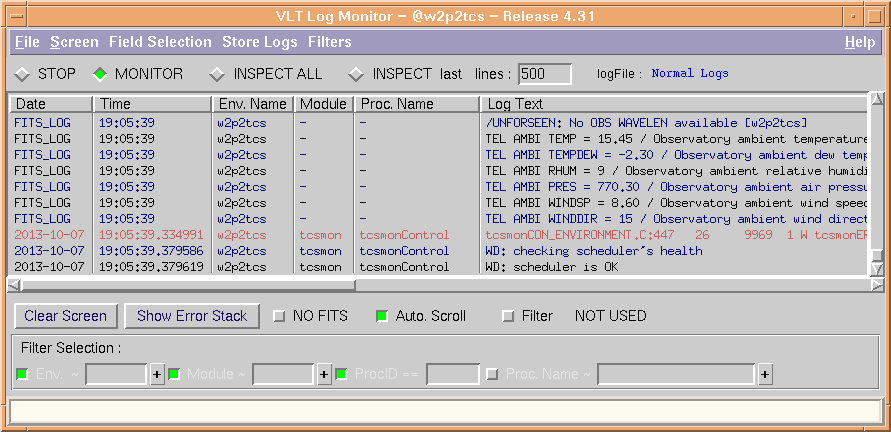 VLT Log Monitor - @w2p2tcs - Release 4.31
File Screen Field Selection Store Logs Filters Help
STOP MONITOR INSPECT ALL INSPECT last lines : 500 logFile : Normal Logs
Date Time Env. Name Module Proc. Name Log Text
FITS_LOG 19:05:39 w2p2tcs - - /UNFORSEEN: No OBS WAVELEN available [w2p2tcs]
FITS_LOG 19:05:39 w2p2tcs - - TEL AMBI TEMP = 15.45 / Observatory ambient temperature
FITS_LOG 19:05:39 w2p2tcs - - TEL AMBI TEMPDEW = -2.30 / Observatory ambient dew temp
FITS_LOG 19:05:39 w2p2tcs - - TEL AMBI RHUM = 9 / Observatory ambient relative humidi
FITS_LOG 19:05:39 w2p2tcs - - TEL AMBI PRES = 770.30 / Observatory ambient air pressu
FITS_LOG 19:05:39 w2p2tcs - - TEL AMBI WINDSP = 8.60 / Observatory ambient wind speed
FITS_LOG 19:05:39 w2p2tcs - - TEL AMBI WINDDIR = 15 / Observatory ambient wind direct
2013-10-07 19:05:39.334991 w2p2tcs tcsmon tcsmonControl tcsmonCON_ENVIRONMENT.C:447 26 9969 1 W tcsmonER
2013-10-07 19:05:39.379586 w2p2tcs tcsmon tcsmonControl WD: checking scheduler's health
2013-10-07 19:05:39.379619 w2p2tcs tcsmon tcsmonControl WD: scheduler is OK
Clear Screen Show Error Stack NO FITS Auto. Scroll Filter NOT USED
Filter Selection :
Env. ~ + Module ~ + ProcID == Proc. Name ~ +